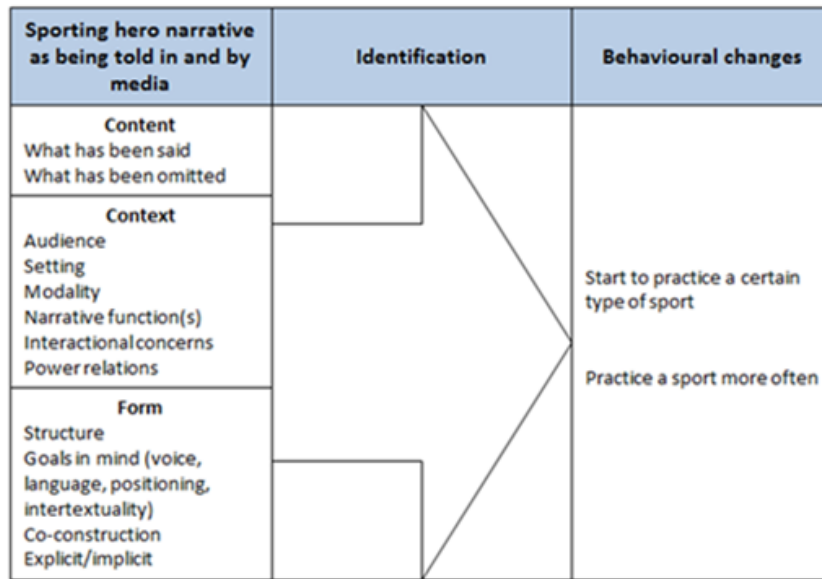 Sporting hero narrative
as being told in and by
media
Identification
Behavioural changes
Content
What has been said
What has been omitted
Context
Audience
Setting
Modality
Narrative function(s)
Interactional concerns
Power relations
Form
Structure
Goals in mind (voice,
language, positioning,
intertextuality)
Co-construction
Explicit/implicit
Start to practice a certain
type of sport
Practice a sport more often